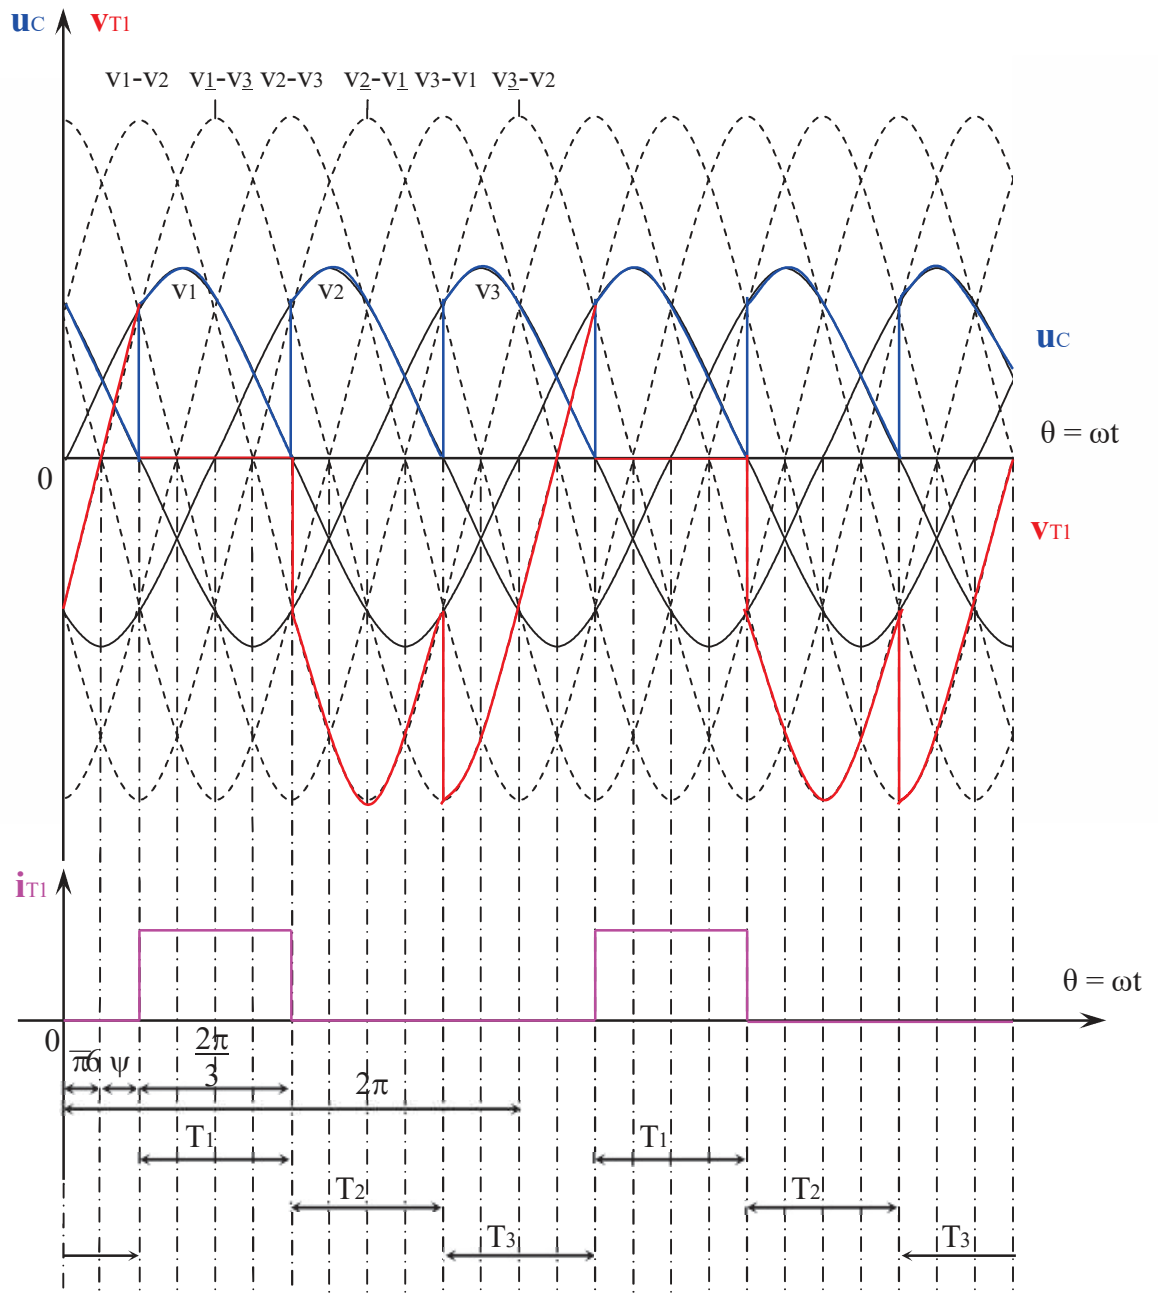 uC vT1
v1-v2 v1-v3 v2-v3 v2-v1 v3-v1 v3-v2
v1 v2 v3
uC
θ = ωt
0
vT1
iT1
θ = ωt
0
π6 ψ 2π
3
2π
T1 T1
T2 T2
T3 T3